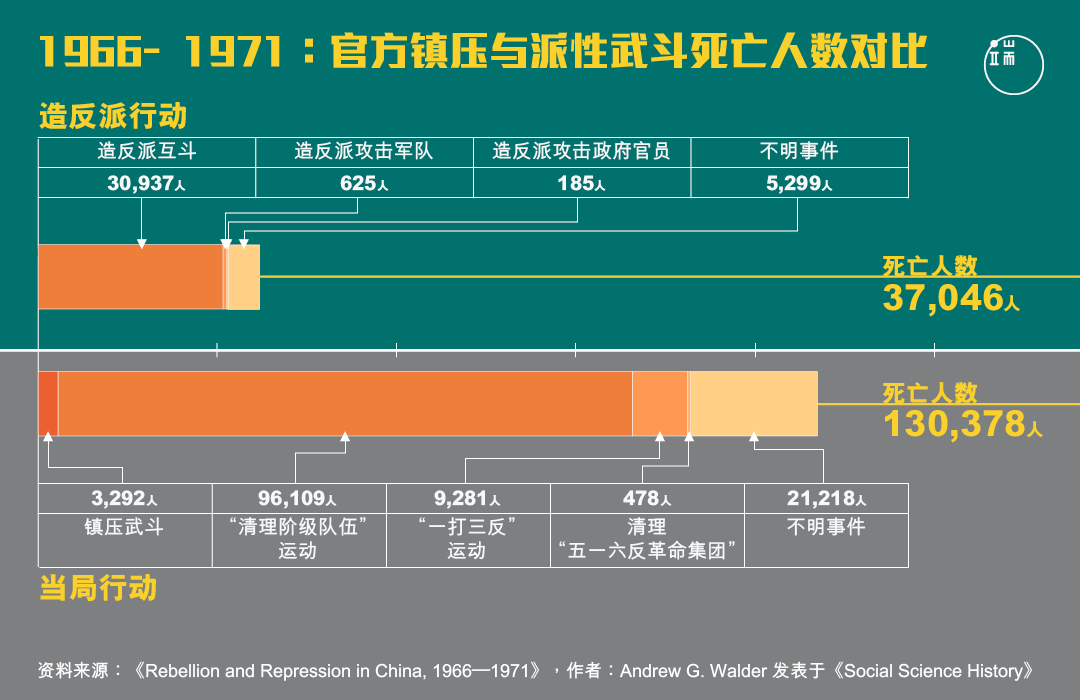 1966- 1971：官方镇压与派性武斗死亡人数对比
端
造反派行动
造反派互斗
造反派攻击军队
造反派攻击政府官员
不明事件
30,937人
625人
185人
5,299人
死亡人数
37,046人
死亡人数
130,378人
3,292人
96,109人
9,281人
478人
21,218人
镇压武斗
“清理阶级队伍”
运动
“一打三反”
运动
清理
“五一六反革命集团”
不明事件
当局行动
资料来源：《Rebellion and Repression in China, 1966—1971》，作者：Andrew G. Walder 发表于《Social Science History》